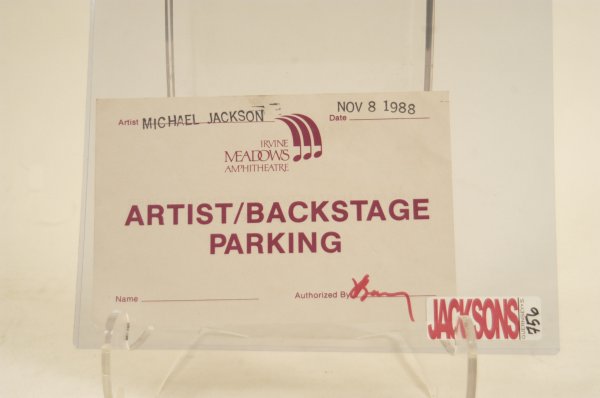 Artist MICHAEL JACKSON
Date NOV 8 1988
IRVINE
MEADOWS
AMPHITHEATRE
ARTIST/BACKSTAGE
PARKING
Name
Authorized By
JACKSONS
756